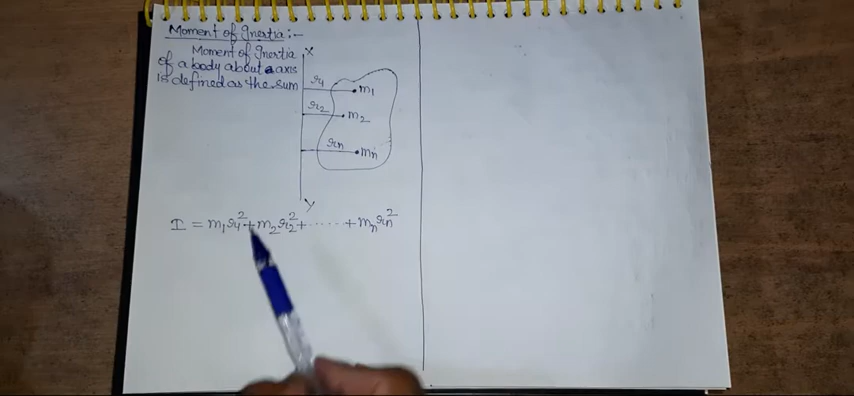 Moment of Inertia:-
Moment of Inertia
of a body about a axis
is defined as the sum
X
r1 m1
r2 m2
rn mn
Y
I = m₁r₁² + m₂r₂² + ...... + mₙrₙ²